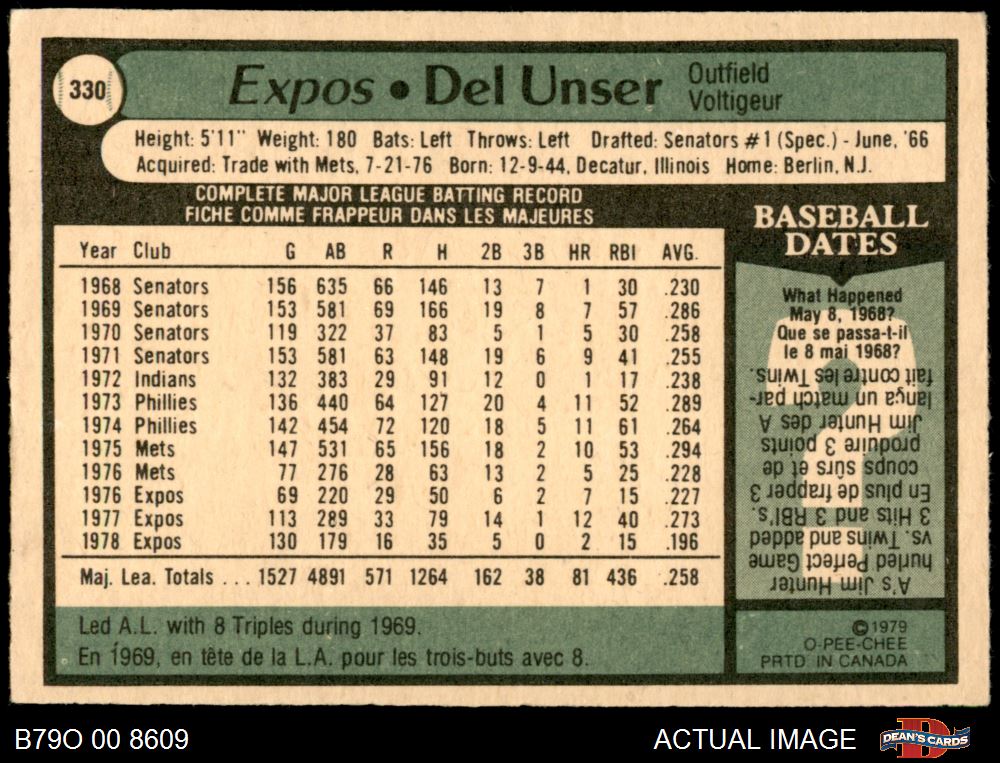 330
Expos • Del Unser
Outfield
Voltigeur
Height: 5'11" Weight: 180 Bats: Left Throws: Left Drafted: Senators #1 (Spec.) - June, '66
Acquired: Trade with Mets, 7-21-76 Born: 12-9-44, Decatur, Illinois Home: Berlin, N.J.
COMPLETE MAJOR LEAGUE BATTING RECORD
FICHE COMME FRAPPEUR DANS LES MAJEURES
Year Club G AB R H 2B 3B HR RBI AVG.
1968 Senators 156 635 66 146 13 7 1 30 .230
1969 Senators 153 581 69 166 19 8 7 57 .286
1970 Senators 119 322 37 83 5 1 5 30 .258
1971 Senators 153 581 63 148 19 6 9 41 .255
1972 Indians 132 383 29 91 12 0 1 17 .238
1973 Phillies 136 440 64 127 20 4 11 52 .289
1974 Phillies 142 454 72 120 18 5 11 61 .264
1975 Mets 147 531 65 156 18 2 10 53 .294
1976 Mets 77 276 28 63 13 2 5 25 .228
1976 Expos 69 220 29 50 6 2 7 15 .227
1977 Expos 113 289 33 79 14 1 12 40 .273
1978 Expos 130 179 16 35 5 0 2 15 .196
Maj. Lea. Totals ... 1527 4891 571 1264 162 38 81 436 .258
Led A.L. with 8 Triples during 1969.
En 1969, en tête de la L.A. pour les trois-buts avec 8.
BASEBALL
DATES
What Happened
May 8, 1968?
Que se passa-t-il
le 8 mai 1968?
A's Jim Hunter
hurled Perfect Game
vs. Twins and added
3 Hits and 3 RBI's.
En plus de frapper 3
coups sûrs et de
produire 3 points
Jim Hunter des A
lança un match par-
fait contre les Twins.
©1979
O-PEE-CHEE
PRTD. IN CANADA
B79O 00 8609
ACTUAL IMAGE
D
DEAN'S CARDS